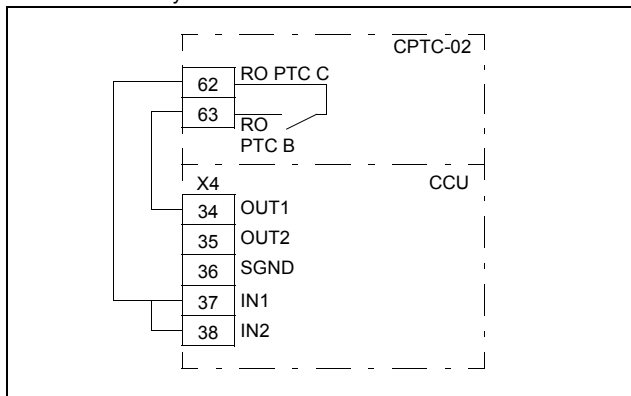 CPTC-02
62 RO PTC C
63 RO
PTC B
X4 CCU
34 OUT1
35 OUT2
36 SGND
37 IN1
38 IN2